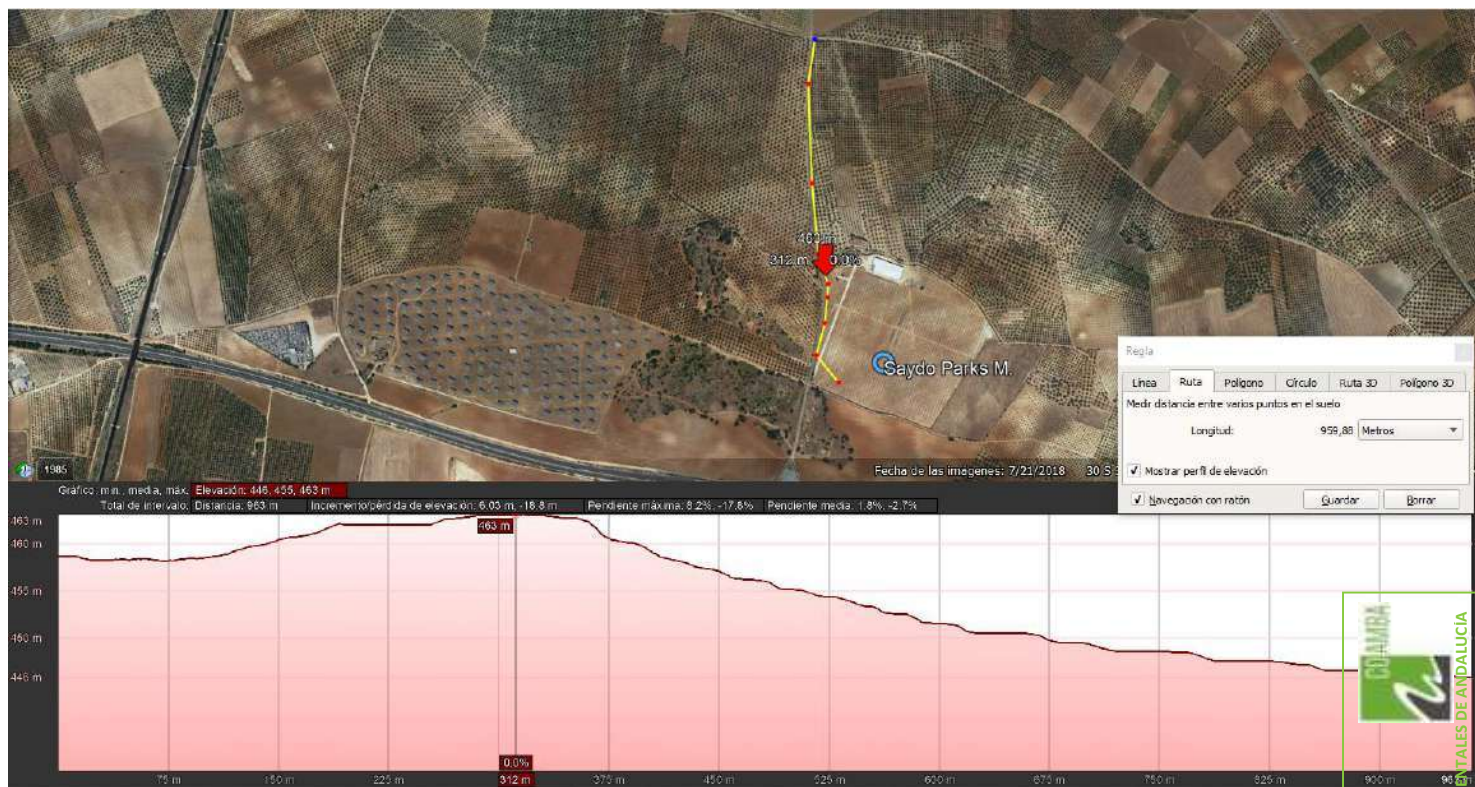 463 m
312 m 0.0%
Saydo Parks M.
1985
Fecha de las imágenes: 7/21/2018 30 S
Regla
Línea Ruta Polígono Círculo Ruta 3D Polígono 3D
Medir distancia entre varios puntos en el suelo
Longitud: 959,88 Metros
Mostrar perfil de elevación
Navegación con ratón Guardar Borrar
Gráfico: mín., media, máx. Elevación: 446, 455, 463 m
Total de intervalo: Distancia: 963 m Incremento/pérdida de elevación: 6.03 m, -18.8 m Pendiente máxima: 8.2%, -17.8% Pendiente media: 1.8%, -2.7%
463 m
463 m
460 m
455 m
450 m
446 m
0.0%
75 m 150 m 225 m 312 m 375 m 450 m 525 m 600 m 675 m 750 m 825 m 900 m
COAMBA
ENTALES DE ANDALUCÍA